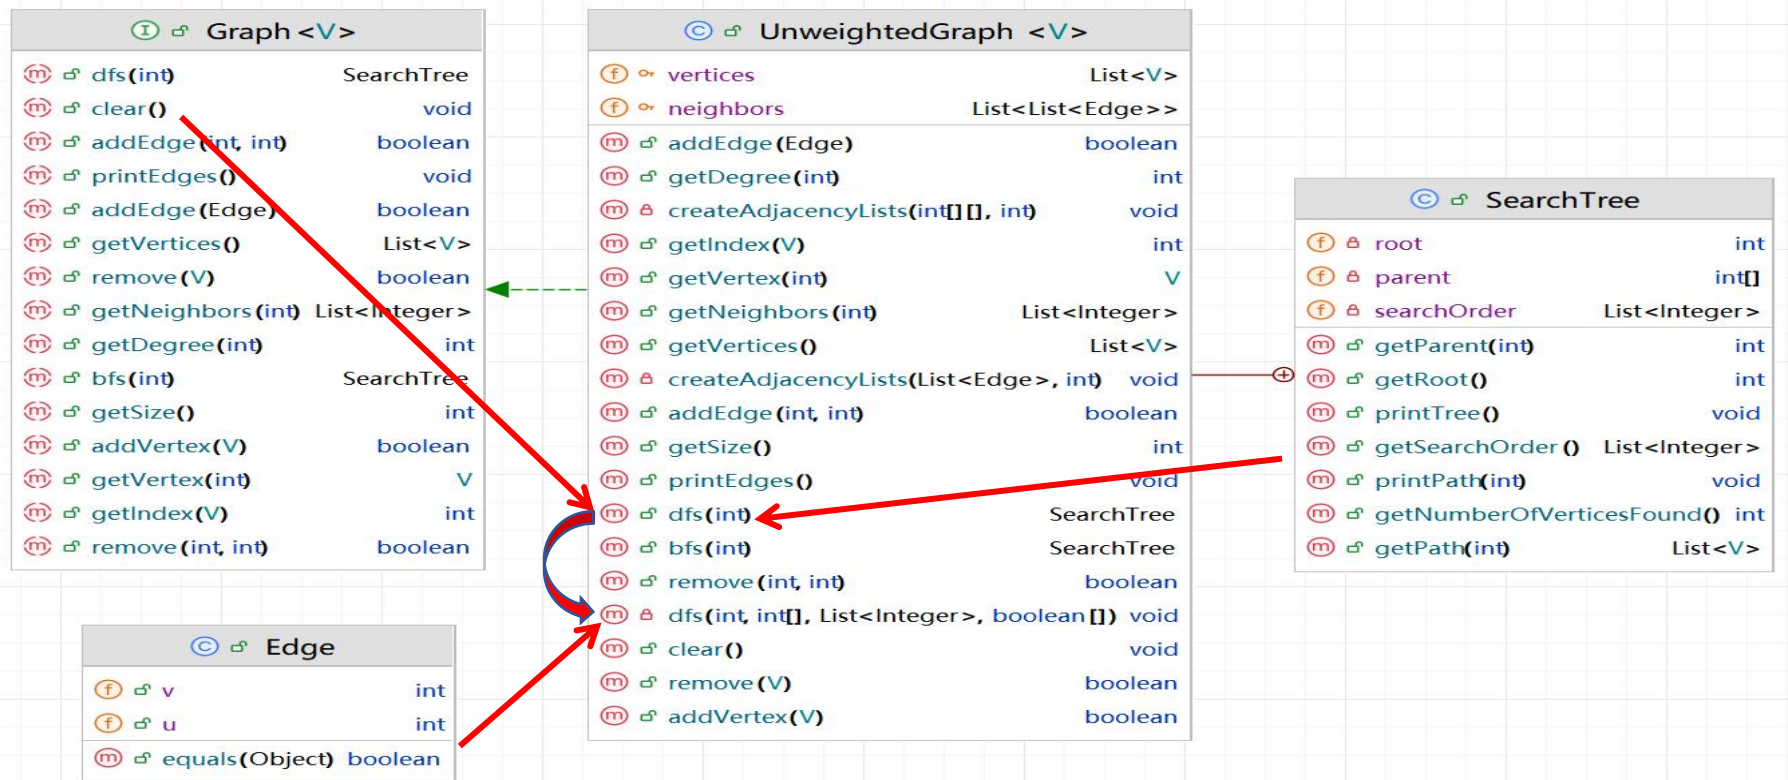 Graph <V>
dfs(int) SearchTree
clear() void
addEdge(int, int) boolean
printEdges() void
addEdge(Edge) boolean
getVertices() List<V>
remove(V) boolean
getNeighbors(int) List<Integer>
getDegree(int) int
bfs(int) SearchTree
getSize() int
addVertex(V) boolean
getVertex(int) V
getIndex(V) int
remove(int, int) boolean
UnweightedGraph <V>
vertices List<V>
neighbors List<List<Edge>>
addEdge(Edge) boolean
getDegree(int) int
createAdjacencyLists(int[][], int) void
getIndex(V) int
getVertex(int) V
getNeighbors(int) List<Integer>
getVertices() List<V>
createAdjacencyLists(List<Edge>, int) void
addEdge(int, int) boolean
getSize() int
printEdges() void
dfs(int) SearchTree
bfs(int) SearchTree
remove(int, int) boolean
dfs(int, int[], List<Integer>, boolean[]) void
clear() void
remove(V) boolean
addVertex(V) boolean
SearchTree
root int
parent int[]
searchOrder List<Integer>
getParent(int) int
getRoot() int
printTree() void
getSearchOrder() List<Integer>
printPath(int) void
getNumberOfVerticesFound() int
getPath(int) List<V>
Edge
v int
u int
equals(Object) boolean